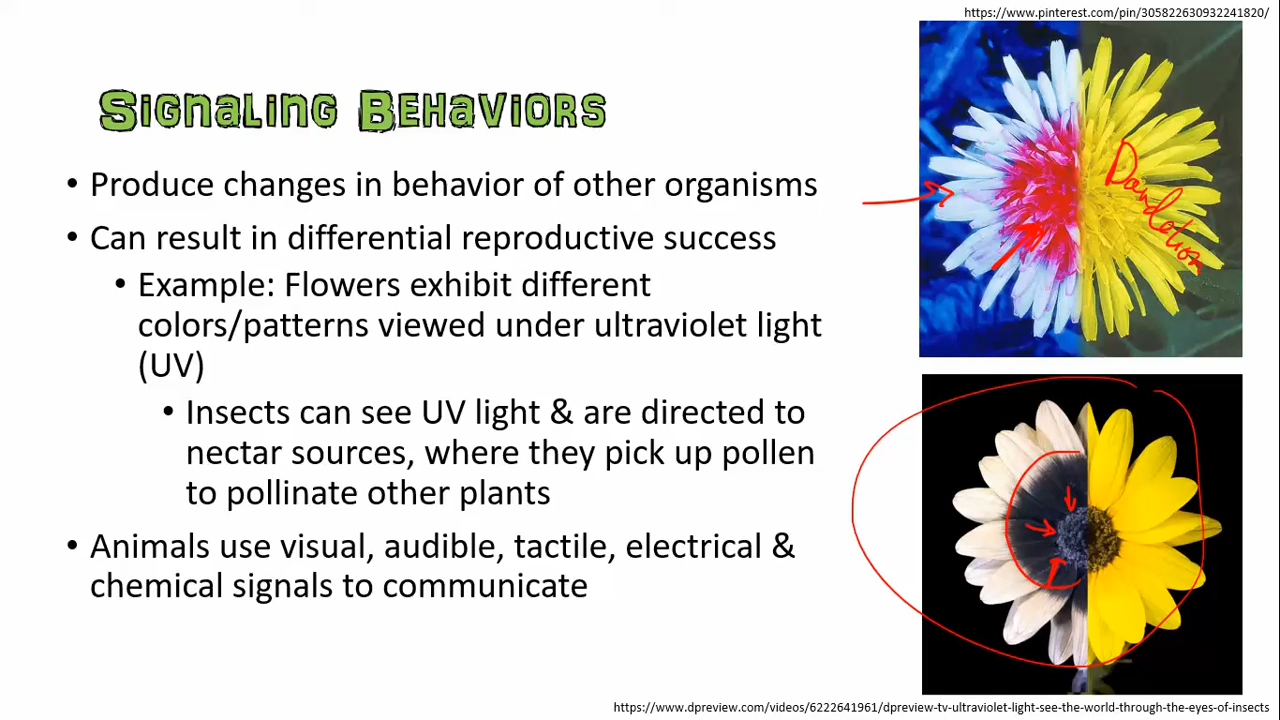 https://www.pinterest.com/pin/305822630932241820/
Signaling Behaviors
• Produce changes in behavior of other organisms
• Can result in differential reproductive success
• Example: Flowers exhibit different
colors/patterns viewed under ultraviolet light
(UV)
• Insects can see UV light & are directed to
nectar sources, where they pick up pollen
to pollinate other plants
• Animals use visual, audible, tactile, electrical &
chemical signals to communicate
Dandelion
https://www.dpreview.com/videos/6222641961/dpreview-tv-ultraviolet-light-see-the-world-through-the-eyes-of-insects